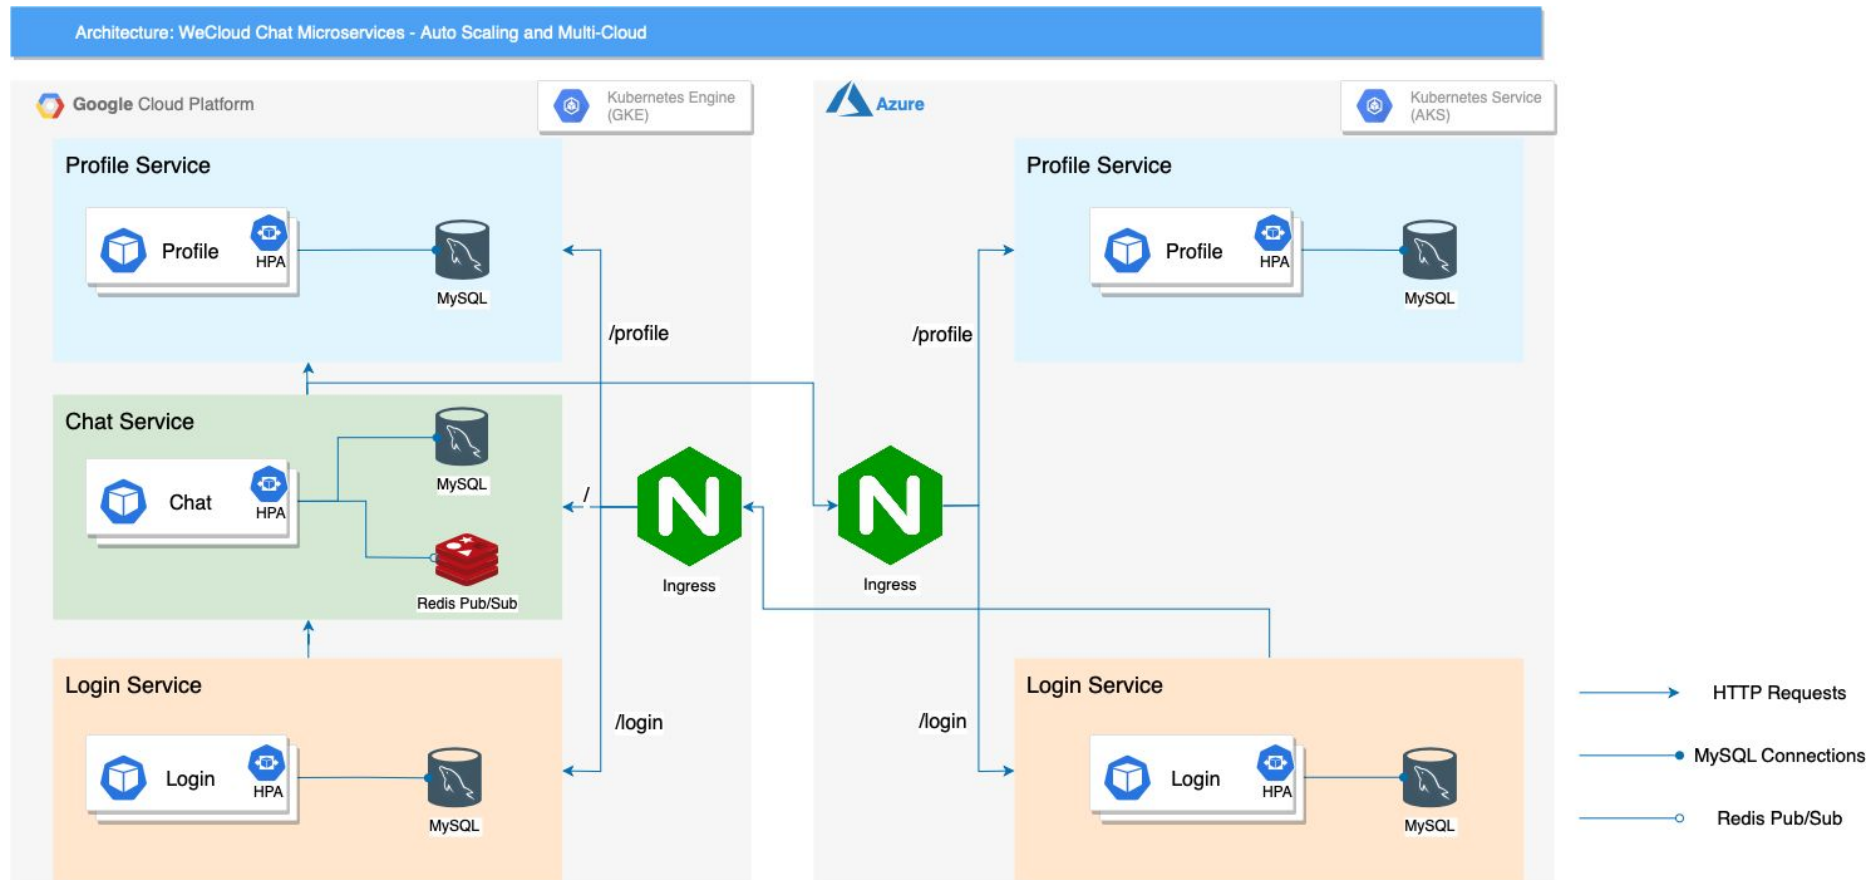 Architecture: WeCloud Chat Microservices - Auto Scaling and Multi-Cloud
Google Cloud Platform
Kubernetes Engine
(GKE)
Profile Service
Profile
HPA
MySQL
/profile
Chat Service
Chat
HPA
MySQL
Redis Pub/Sub
/
Ingress
Login Service
Login
HPA
MySQL
/login
Azure
Kubernetes Service
(AKS)
Profile Service
Profile
HPA
MySQL
/profile
Ingress
Login Service
Login
HPA
MySQL
/login
HTTP Requests
MySQL Connections
Redis Pub/Sub